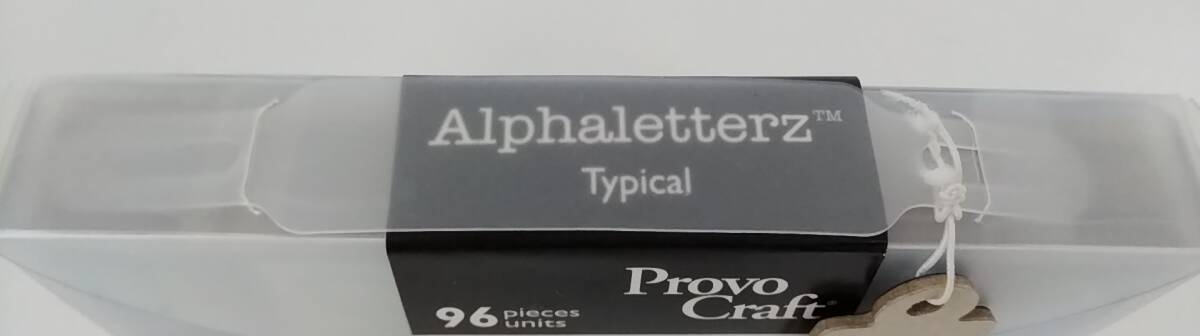 Alphaletterz™
Typical
96 pieces
units
Provo
Craft®